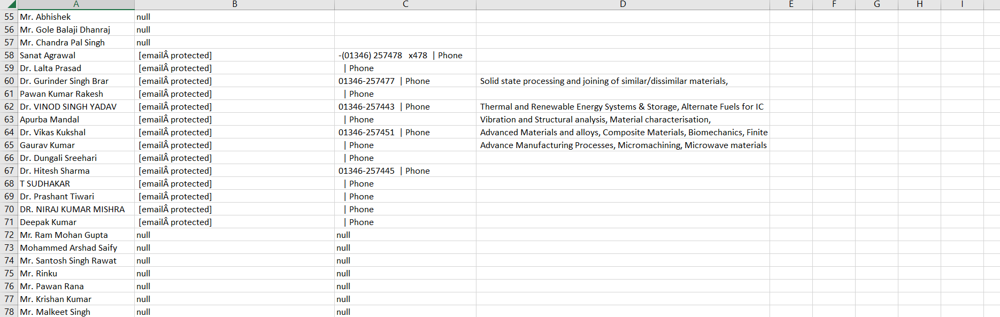 A B C D E F G H I
55 Mr. Abhishek null
56 Mr. Gole Balaji Dhanraj null
57 Mr. Chandra Pal Singh null
58 Sanat Agrawal [emailÂ protected] -(01346) 257478 x478 | Phone
59 Dr. Lalta Prasad [emailÂ protected] | Phone
60 Dr. Gurinder Singh Brar [emailÂ protected] 01346-257477 | Phone Solid state processing and joining of similar/dissimilar materials,
61 Pawan Kumar Rakesh [emailÂ protected] | Phone
62 Dr. VINOD SINGH YADAV [emailÂ protected] 01346-257443 | Phone Thermal and Renewable Energy Systems & Storage, Alternate Fuels for IC
63 Apurba Mandal [emailÂ protected] | Phone Vibration and Structural analysis, Material characterisation,
64 Dr. Vikas Kukshal [emailÂ protected] 01346-257451 | Phone Advanced Materials and alloys, Composite Materials, Biomechanics, Finite
65 Gaurav Kumar [emailÂ protected] | Phone Advance Manufacturing Processes, Micromachining, Microwave materials
66 Dr. Dungali Sreehari [emailÂ protected] | Phone
67 Dr. Hitesh Sharma [emailÂ protected] 01346-257445 | Phone
68 T SUDHAKAR [emailÂ protected] | Phone
69 Dr. Prashant Tiwari [emailÂ protected] | Phone
70 DR. NIRAJ KUMAR MISHRA [emailÂ protected] | Phone
71 Deepak Kumar [emailÂ protected] | Phone
72 Mr. Ram Mohan Gupta null null
73 Mohammed Arshad Saify null null
74 Mr. Santosh Singh Rawat null null
75 Mr. Rinku null null
76 Mr. Pawan Rana null null
77 Mr. Krishan Kumar null null
78 Mr. Malkeet Singh null null